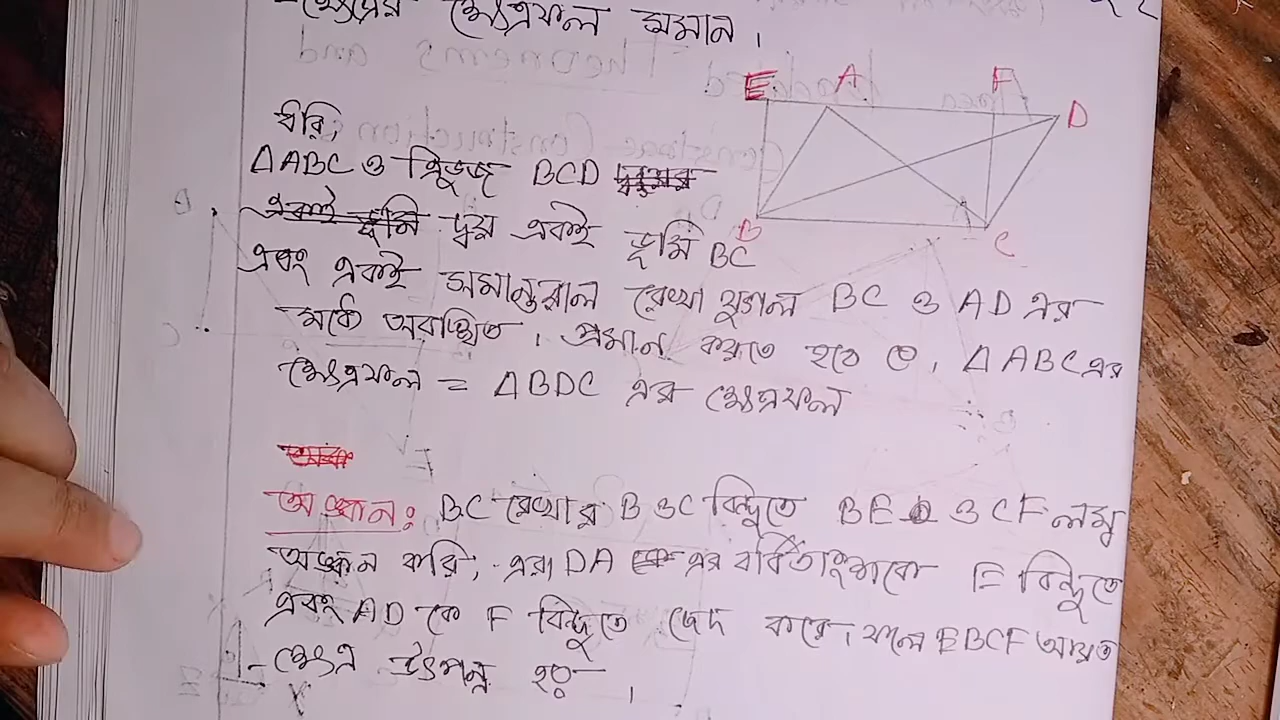 ক্ষেত্রের ক্ষেত্রফল সমান।
E A F D
B C
ধরি,
ΔABC ও ত্রিভুজ BCD
দ্বয় একই ভূমি BC
এবং একই সমান্তরাল রেখা যুগল BC ও AD এর
মধ্যে অবস্থিত। প্রমান করতে হবে যে, ΔABC এর
ক্ষেত্রফল = ΔBDC এর ক্ষেত্রফল
অঙ্কন: BC রেখার B ও C বিন্দুতে BE ও CF লম্ব
অঙ্কন করি, এরা DA এর বর্ধিতাংশকে E বিন্দুতে
এবং AD কে F বিন্দুতে ছেদ করে। ফলে EBCF আয়ত
ক্ষেত্র উৎপন্ন হয়।